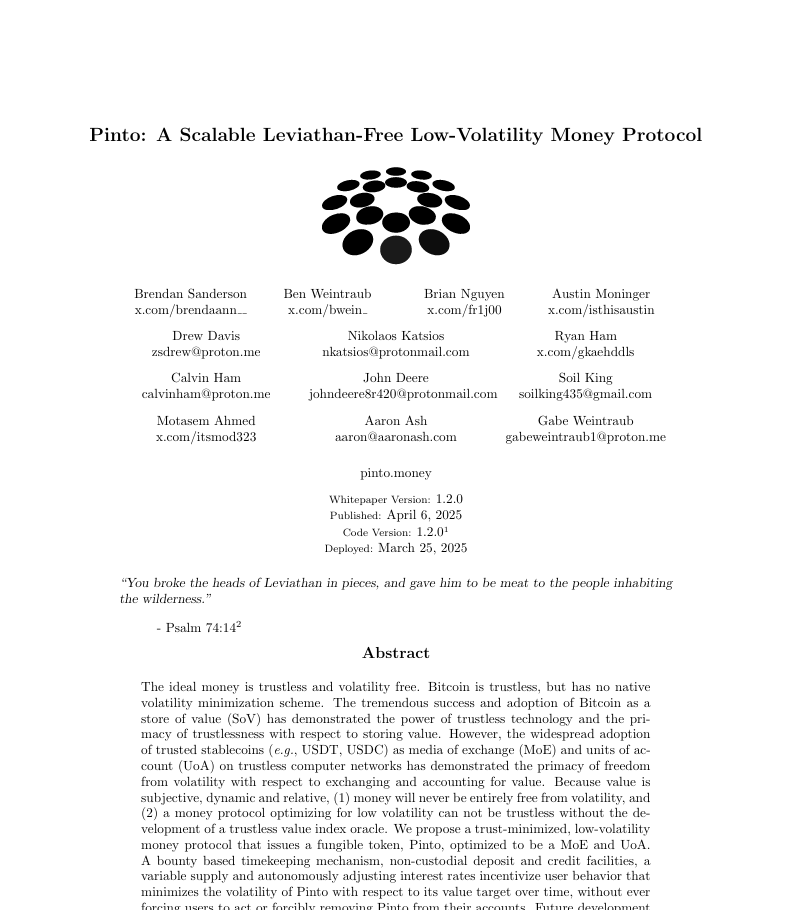 Pinto: A Scalable Leviathan-Free Low-Volatility Money Protocol
Brendan Sanderson Ben Weintraub Brian Nguyen Austin Moninger
x.com/brendaann__ x.com/bwein_ x.com/fr1j00 x.com/isthisaustin
Drew Davis Nikolaos Katsios Ryan Ham
zsdrew@proton.me nkatsios@protonmail.com x.com/gkaehddls
Calvin Ham John Deere Soil King
calvinham@proton.me johndeere8r420@protonmail.com soilking435@gmail.com
Motasem Ahmed Aaron Ash Gabe Weintraub
x.com/itsmod323 aaron@aaronash.com gabeweintraub1@proton.me
pinto.money
Whitepaper Version: 1.2.0
Published: April 6, 2025
Code Version: 1.2.0¹
Deployed: March 25, 2025
“You broke the heads of Leviathan in pieces, and gave him to be meat to the people inhabiting
the wilderness.”
- Psalm 74:14²
Abstract
The ideal money is trustless and volatility free. Bitcoin is trustless, but has no native
volatility minimization scheme. The tremendous success and adoption of Bitcoin as a
store of value (SoV) has demonstrated the power of trustless technology and the pri-
macy of trustlessness with respect to storing value. However, the widespread adoption
of trusted stablecoins (e.g., USDT, USDC) as media of exchange (MoE) and units of ac-
count (UoA) on trustless computer networks has demonstrated the primacy of freedom
from volatility with respect to exchanging and accounting for value. Because value is
subjective, dynamic and relative, (1) money will never be entirely free from volatility, and
(2) a money protocol optimizing for low volatility can not be trustless without the de-
velopment of a trustless value index oracle. We propose a trust-minimized, low-volatility
money protocol that issues a fungible token, Pinto, optimized to be a MoE and UoA.
A bounty based timekeeping mechanism, non-custodial deposit and credit facilities, a
variable supply and autonomously adjusting interest rates incentivize user behavior that
minimizes the volatility of Pinto with respect to its value target over time, without ever
forcing users to act or forcibly removing Pinto from their accounts. Future development